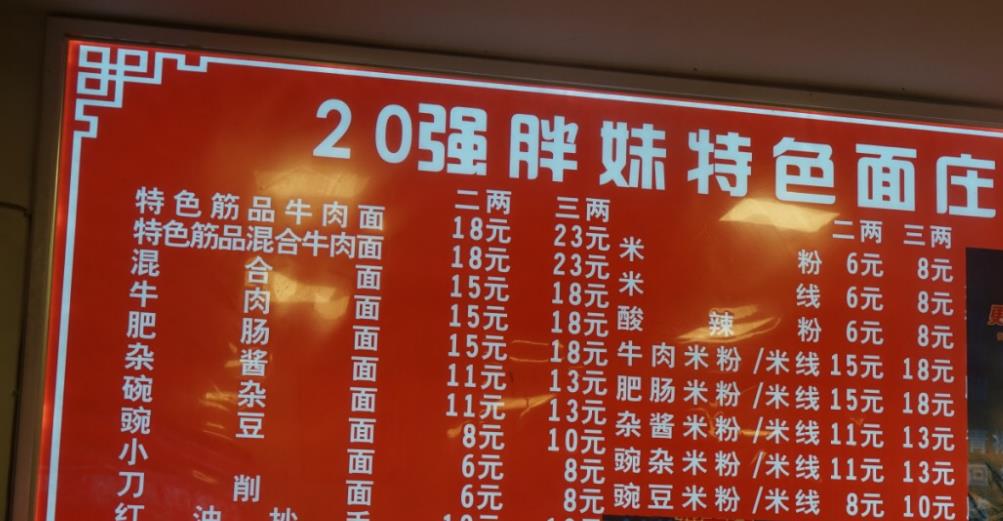 20强胖妹特色面庄
二两 三两
特色筋品牛肉面 18元 23元
特色筋品混合牛肉面 18元 23元
混合面 15元 18元
牛肉面 15元 18元
肥肠面 15元 18元
杂酱面 11元 13元
碗杂面 11元 13元
豌豆面 8元 10元
小面 6元 8元
刀削面 6元 8元
红油抄手
二两 三两
米粉 6元 8元
米线 6元 8元
酸辣粉 6元 8元
牛肉米粉/米线 15元 18元
肥肠米粉/米线 15元 18元
杂酱米粉/米线 11元 13元
豌杂米粉/米线 11元 13元
豌豆米粉/米线 8元 10元